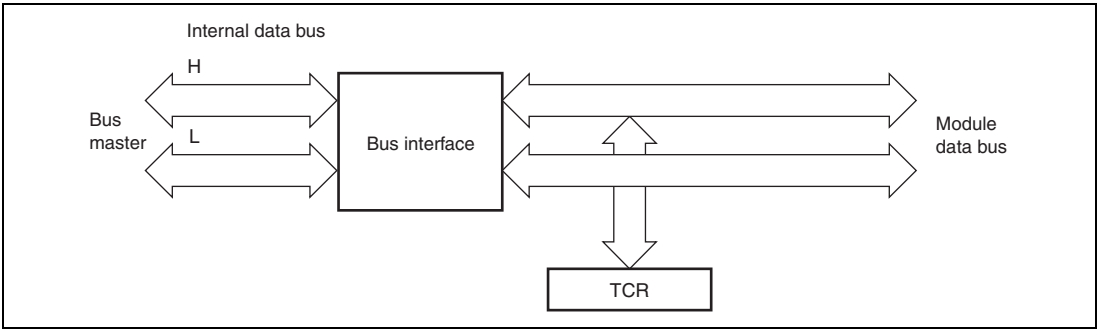 Internal data bus
H
Bus
master
L
Bus interface
Module
data bus
TCR